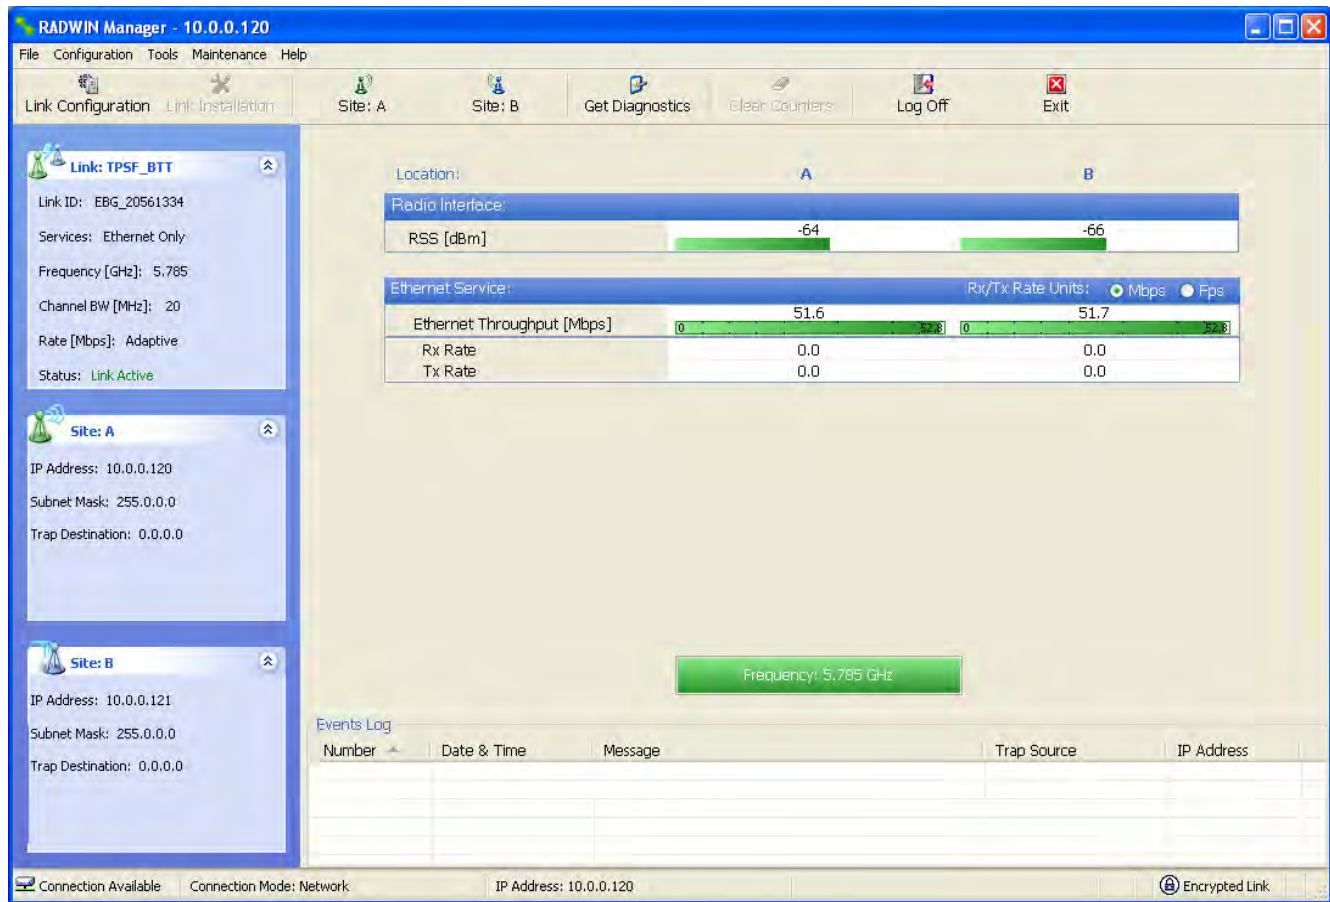 RADWIN Manager - 10.0.0.120
File Configuration Tools Maintenance Help
Link Configuration Link Installation Site: A Site: B Get Diagnostics Clear Counters Log Off Exit
Link: TPSF_BTT
Link ID: EBG_20561334
Services: Ethernet Only
Frequency [GHz]: 5.785
Channel BW [MHz]: 20
Rate [Mbps]: Adaptive
Status: Link Active
Site: A
IP Address: 10.0.0.120
Subnet Mask: 255.0.0.0
Trap Destination: 0.0.0.0
Site: B
IP Address: 10.0.0.121
Subnet Mask: 255.0.0.0
Trap Destination: 0.0.0.0
Location: A B
Radio Interface:
RSS [dBm] -64 -66
Ethernet Service: Rx/Tx Rate Units: Mbps Fps
Ethernet Throughput [Mbps] 51.6 51.7
0 52.8 0 52.8
Rx Rate 0.0 0.0
Tx Rate 0.0 0.0
Frequency: 5.785 GHz
Events Log
Number Date & Time Message Trap Source IP Address
Connection Available Connection Mode: Network IP Address: 10.0.0.120 Encrypted Link